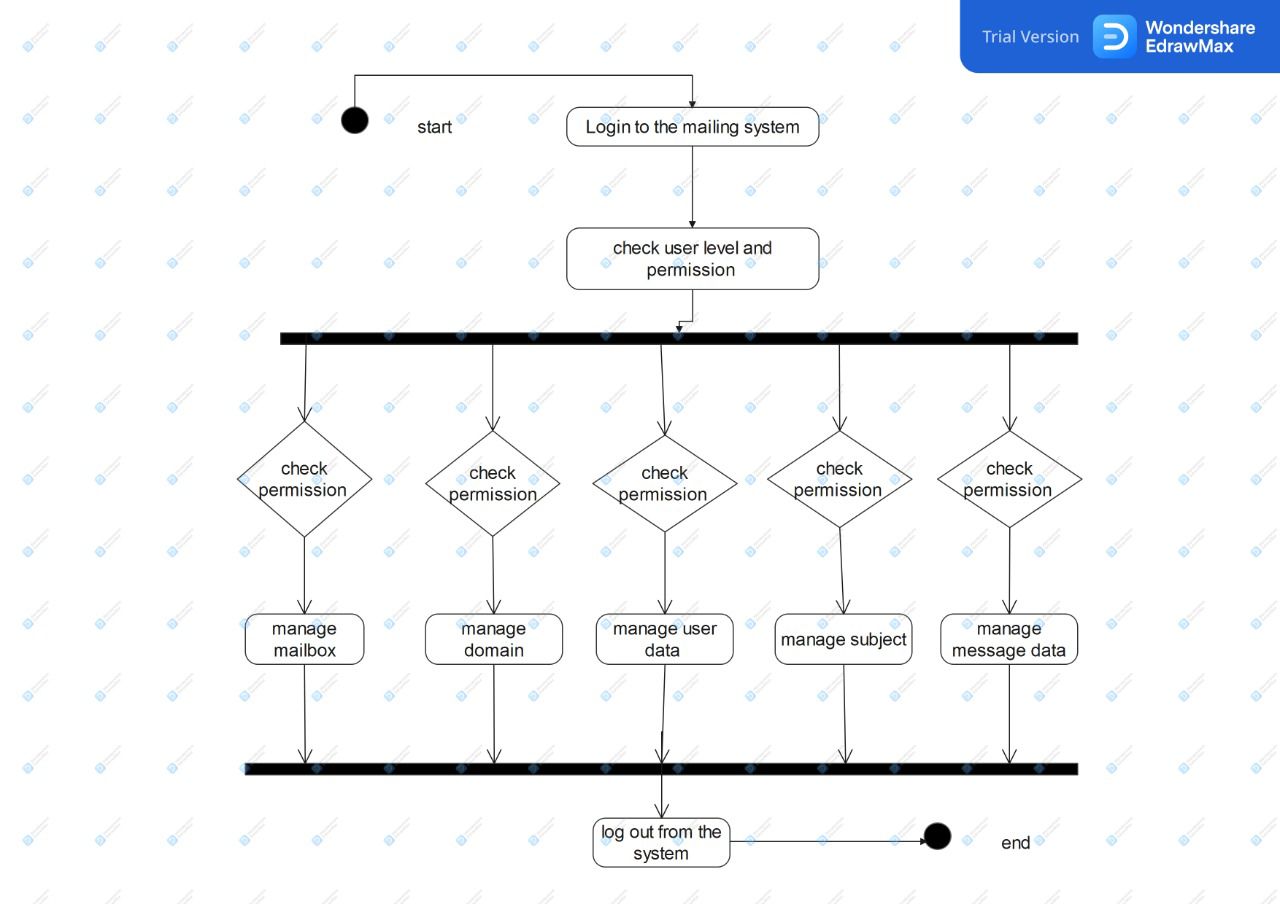 Trial Version
Wondershare
EdrawMax
start
Login to the mailing system
check user level and
permission
check
permission
check
permission
check
permission
check
permission
check
permission
manage
mailbox
manage
domain
manage user
data
manage subject
manage
message data
log out from the
system
end